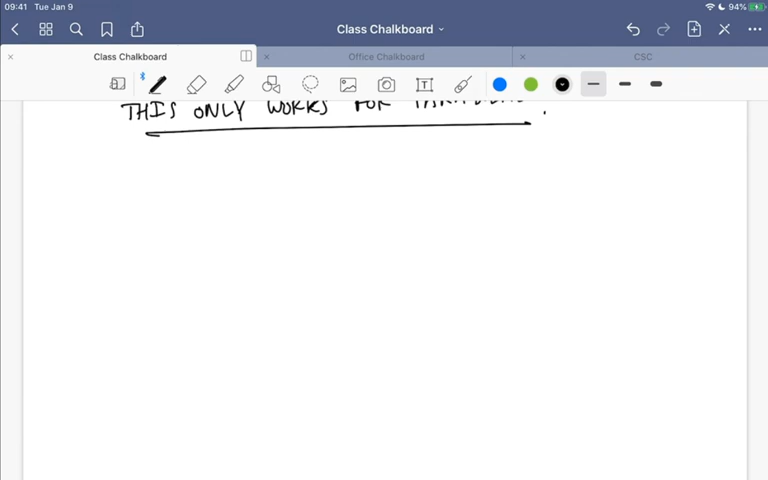 09:41 Tue Jan 9
94%
Class Chalkboard
Class Chalkboard
Office Chalkboard
CSC
T
THIS ONLY WORKS FOR